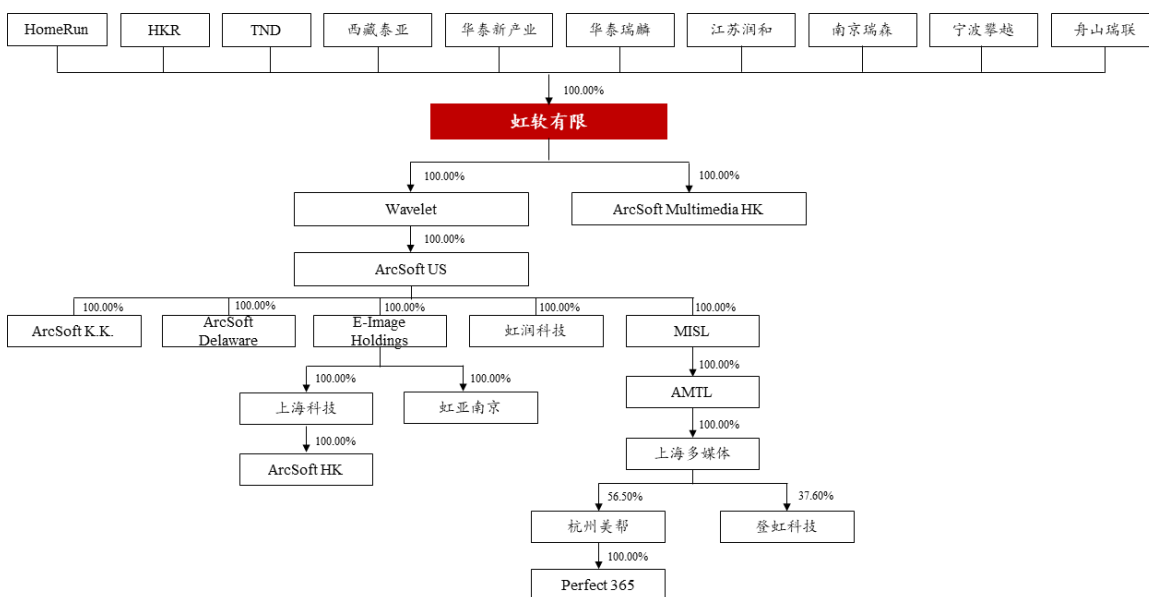 HomeRun
HKR
TND
西藏泰亚
华泰新产业
华泰瑞麟
江苏润和
南京瑞森
宁波攀越
舟山瑞联
100.00%
虹软有限
100.00%
100.00%
Wavelet
ArcSoft Multimedia HK
100.00%
ArcSoft US
100.00%
100.00%
100.00%
100.00%
100.00%
ArcSoft K.K.
ArcSoft
Delaware
E-Image
Holdings
虹润科技
MISL
100.00%
100.00%
100.00%
上海科技
虹亚南京
AMTL
100.00%
100.00%
ArcSoft HK
上海多媒体
56.50%
37.60%
杭州美帮
登虹科技
100.00%
Perfect 365